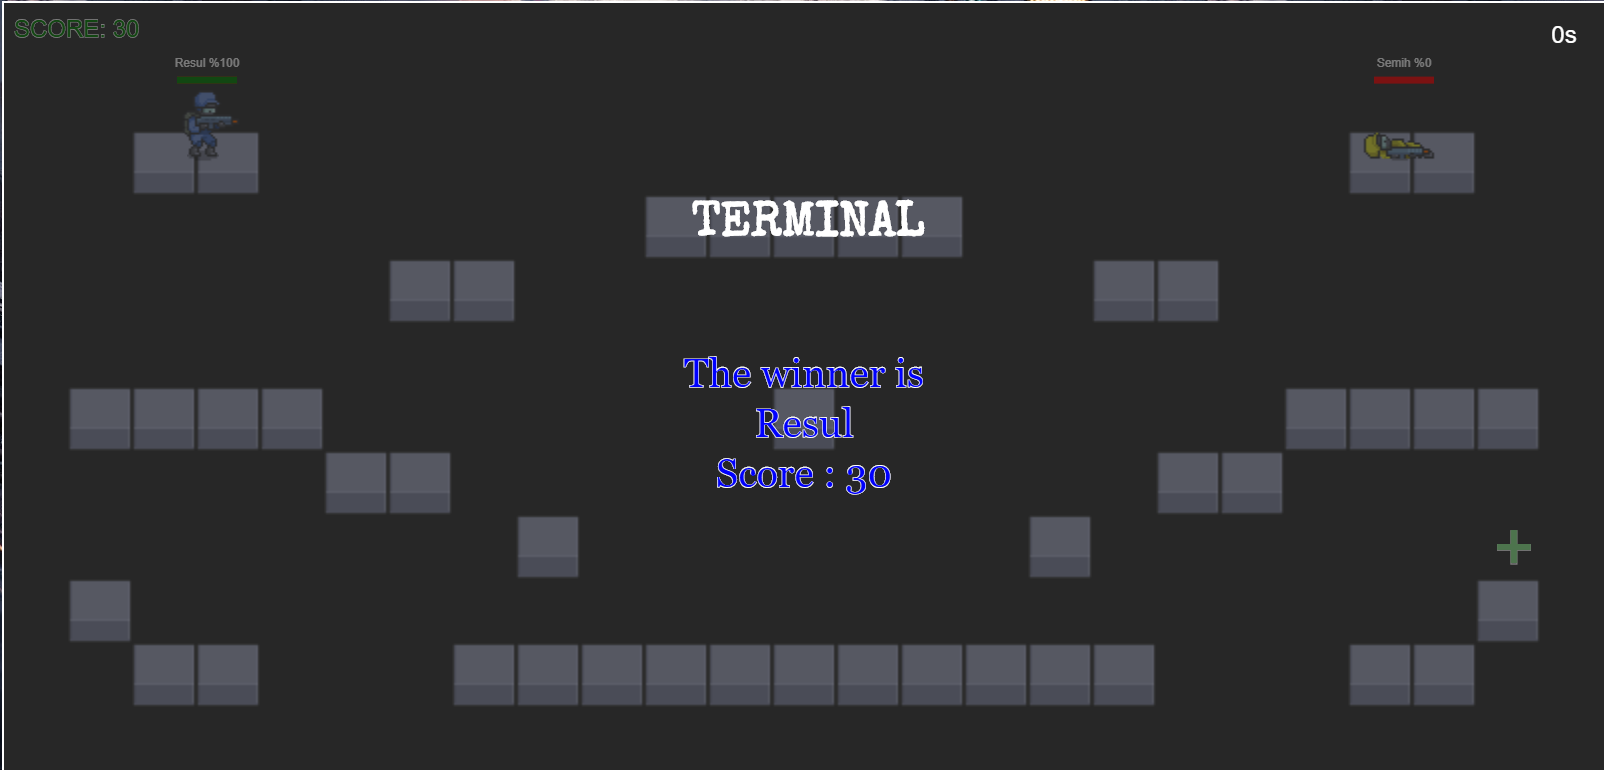 SCORE: 30
0s
Resul %100
Semih %0
TERMINAL
The winner is
Resul
Score : 30